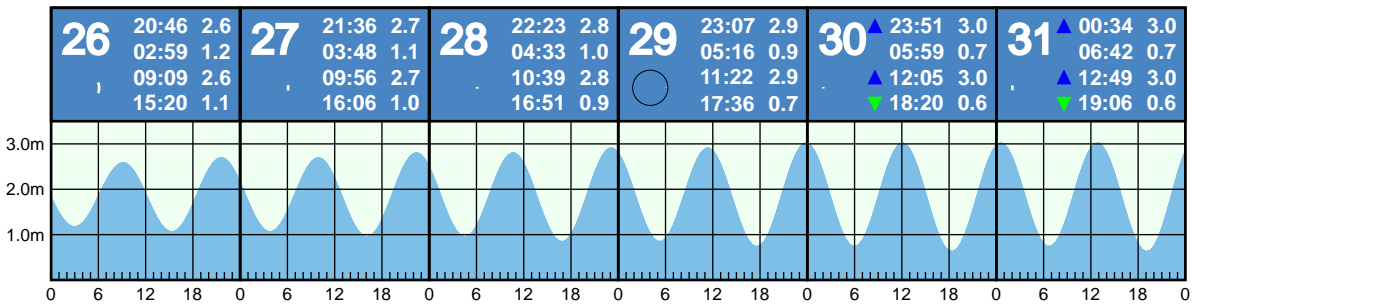 26 20:46 2.6
02:59 1.2
09:09 2.6
15:20 1.1
27 21:36 2.7
03:48 1.1
09:56 2.7
16:06 1.0
28 22:23 2.8
04:33 1.0
10:39 2.8
16:51 0.9
29 23:07 2.9
05:16 0.9
11:22 2.9
17:36 0.7
30 ▲ 23:51 3.0
05:59 0.7
▲ 12:05 3.0
▼ 18:20 0.6
31 ▲ 00:34 3.0
06:42 0.7
▲ 12:49 3.0
▼ 19:06 0.6
3.0m
2.0m
1.0m
0 6 12 18 0 6 12 18 0 6 12 18 0 6 12 18 0 6 12 18 0 6 12 18 0